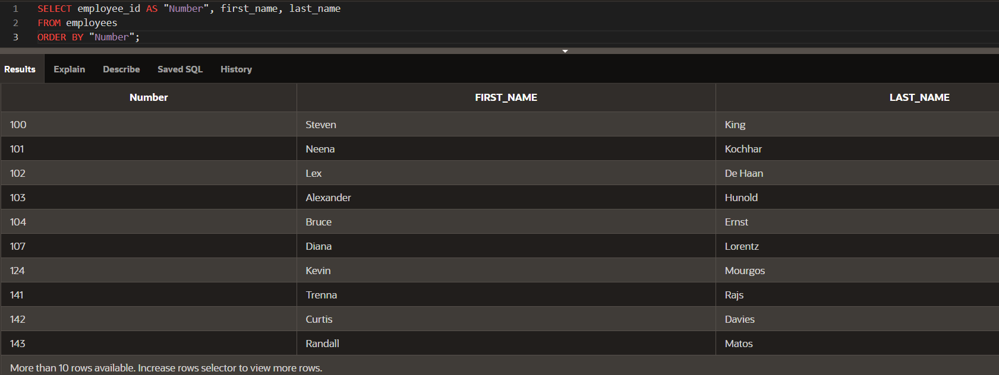 1 SELECT employee_id AS "Number", first_name, last_name
2 FROM employees
3 ORDER BY "Number";
Results Explain Describe Saved SQL History
Number FIRST_NAME LAST_NAME
100 Steven King
101 Neena Kochhar
102 Lex De Haan
103 Alexander Hunold
104 Bruce Ernst
107 Diana Lorentz
124 Kevin Mourgos
141 Trenna Rajs
142 Curtis Davies
143 Randall Matos
More than 10 rows available. Increase rows selector to view more rows.